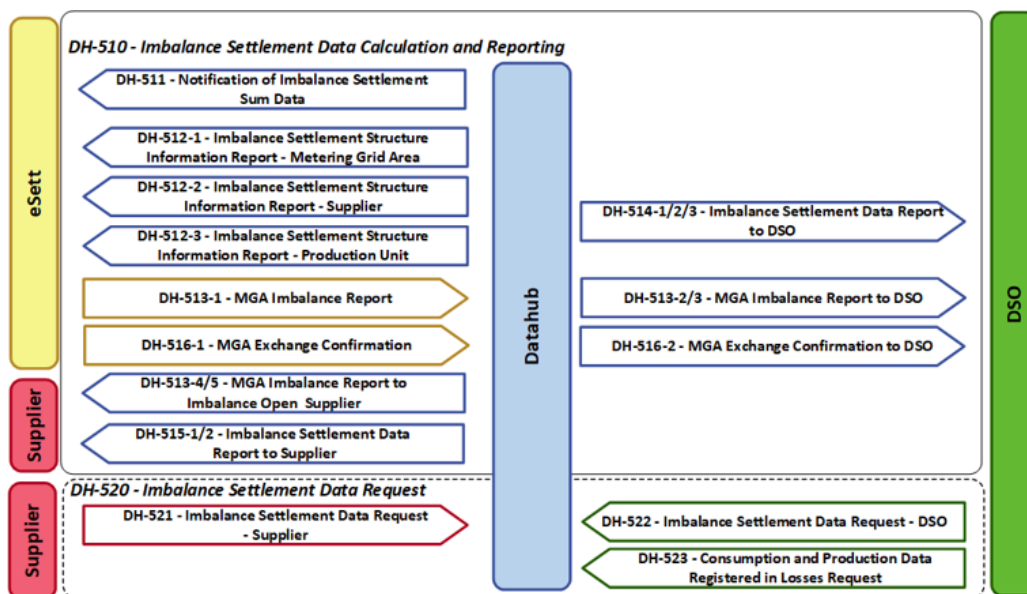 DH-510 - Imbalance Settlement Data Calculation and Reporting
eSett
DH-511 - Notification of Imbalance Settlement
Sum Data
DH-512-1 - Imbalance Settlement Structure
Information Report - Metering Grid Area
DH-512-2 - Imbalance Settlement Structure
Information Report - Supplier
DH-512-3 - Imbalance Settlement Structure
Information Report - Production Unit
DH-513-1 - MGA Imbalance Report
DH-516-1 - MGA Exchange Confirmation
Supplier
DH-513-4/5 - MGA Imbalance Report to
Imbalance Open Supplier
DH-515-1/2 - Imbalance Settlement Data
Report to Supplier
Datahub
DH-514-1/2/3 - Imbalance Settlement Data Report
to DSO
DH-513-2/3 - MGA Imbalance Report to DSO
DH-516-2 - MGA Exchange Confirmation to DSO
DSO
DH-520 - Imbalance Settlement Data Request
Supplier
DH-521 - Imbalance Settlement Data Request
- Supplier
DH-522 - Imbalance Settlement Data Request - DSO
DH-523 - Consumption and Production Data
Registered in Losses Request